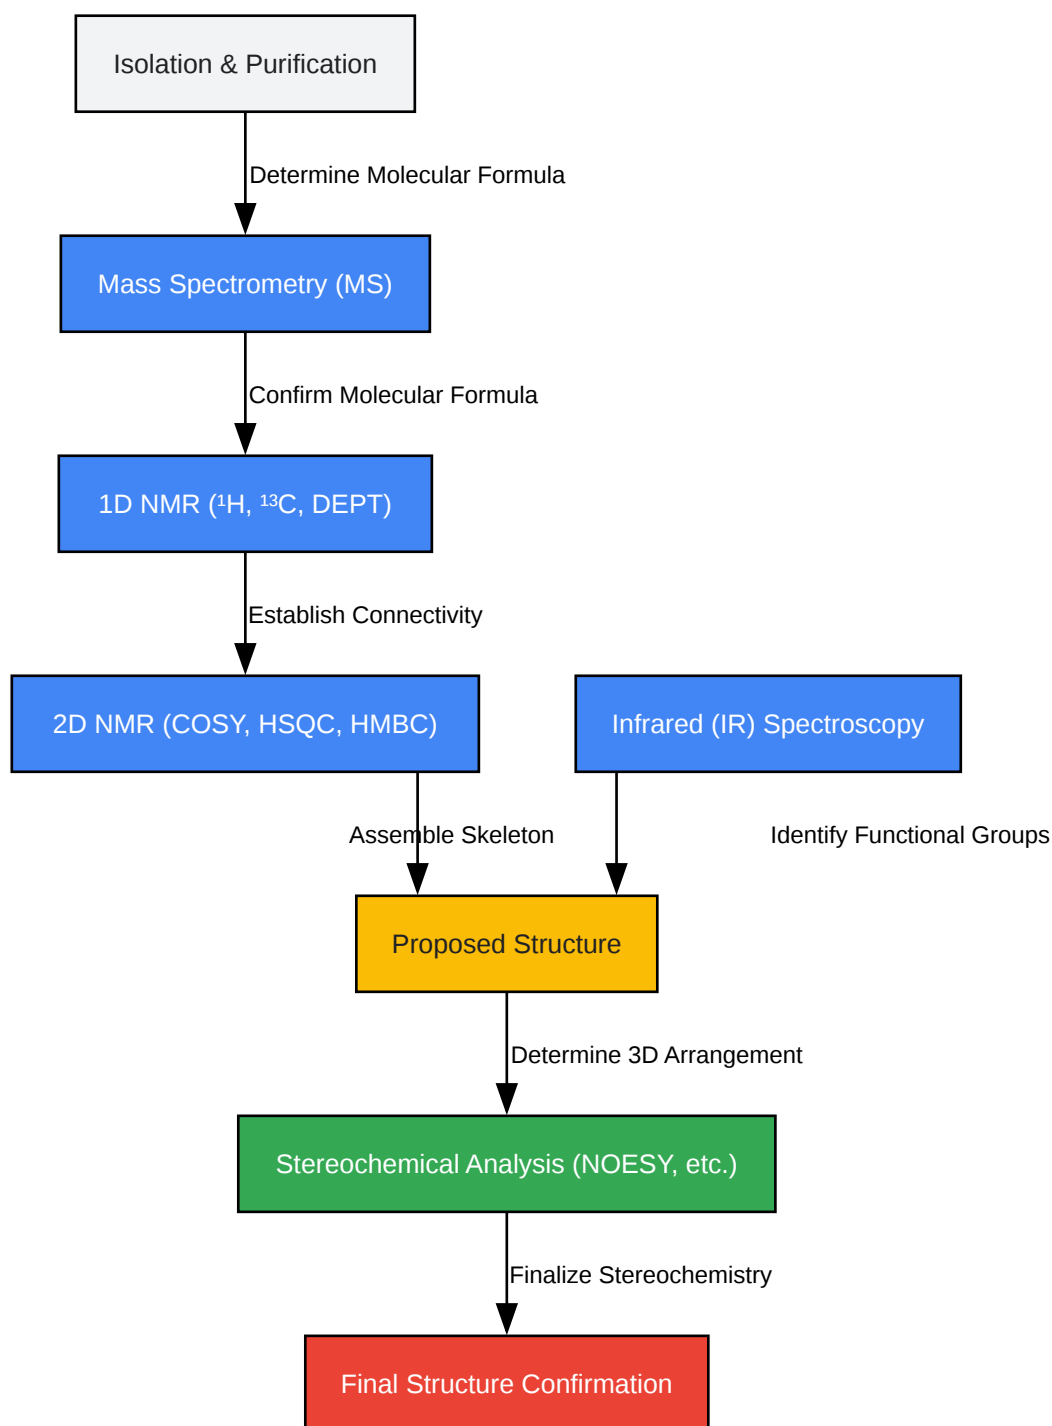 Isolation & Purification
Determine Molecular Formula
Mass Spectrometry (MS)
Confirm Molecular Formula
1D NMR (¹H, ¹³C, DEPT)
Establish Connectivity
2D NMR (COSY, HSQC, HMBC)
Infrared (IR) Spectroscopy
Assemble Skeleton
Identify Functional Groups
Proposed Structure
Determine 3D Arrangement
Stereochemical Analysis (NOESY, etc.)
Finalize Stereochemistry
Final Structure Confirmation